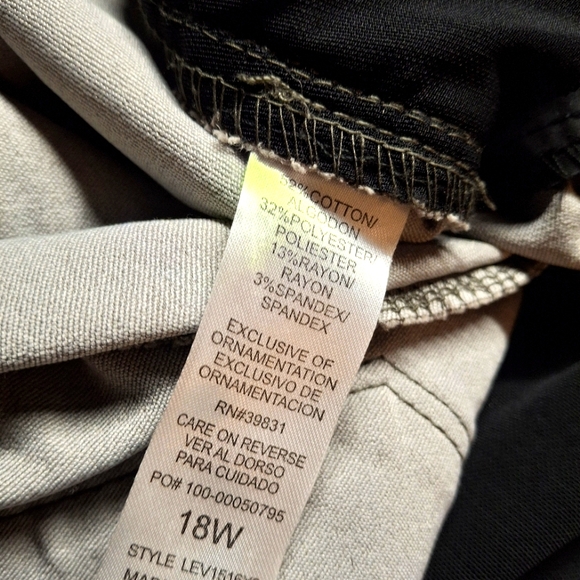 52%COTTON/
ALGODON
32%POLYESTER/
POLIESTER
13%RAYON/
RAYON
3%SPANDEX/
SPANDEX
EXCLUSIVE OF
ORNAMENTATION
EXCLUSIVO DE
ORNAMENTACION
RN#39831
CARE ON REVERSE
VER AL DORSO
PARA CUIDADO
PO# 100-00050795
18W
STYLE